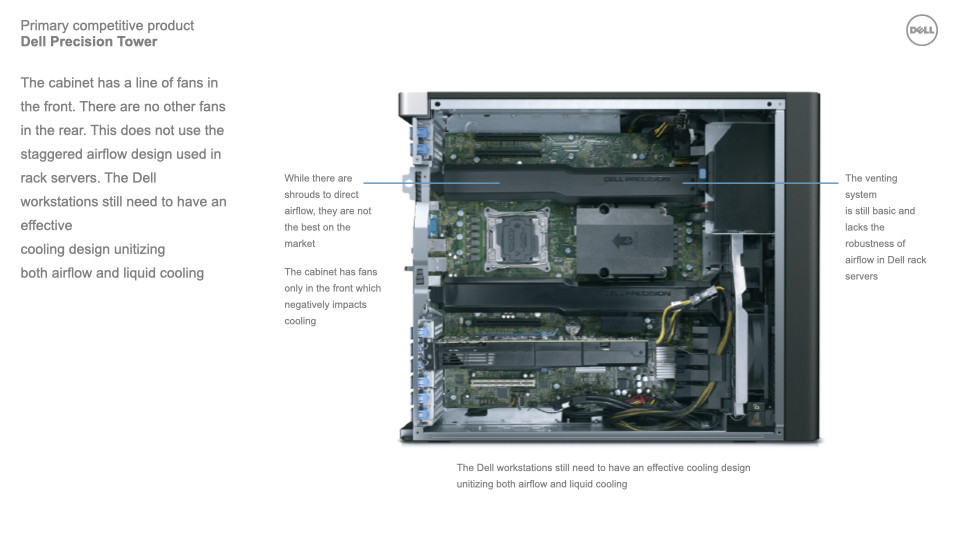 Primary competitive product
Dell Precision Tower
DELL
The cabinet has a line of fans in
the front. There are no other fans
in the rear. This does not use the
staggered airflow design used in
rack servers. The Dell
workstations still need to have an
effective
cooling design unitizing
both airflow and liquid cooling
While there are
shrouds to direct
airflow, they are not
the best on the
market
The cabinet has fans
only in the front which
negatively impacts
cooling
DELL PRECISION
DELL PRECISION
The venting
system
is still basic and
lacks the
robustness of
airflow in Dell rack
servers
The Dell workstations still need to have an effective cooling design
unitizing both airflow and liquid cooling